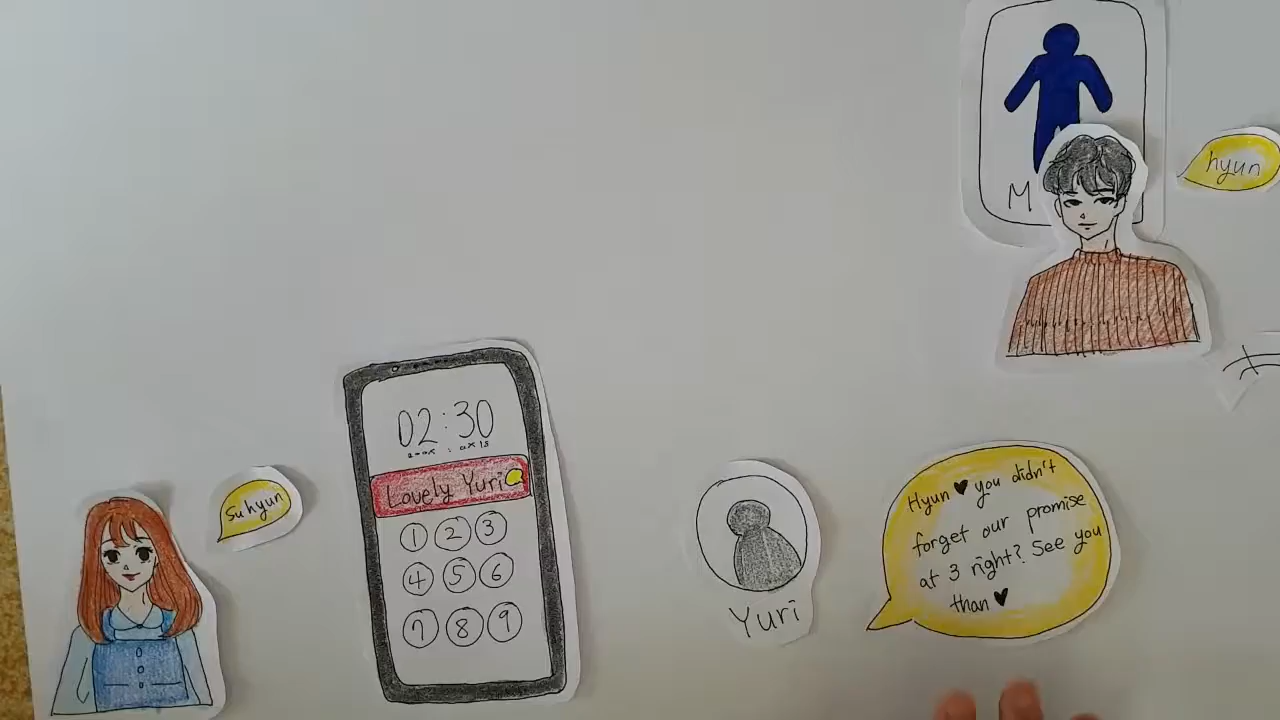 M
hyun
02:30
Lovely Yuri
1 2 3
4 5 6
7 8 9
Suhyun
Yuri
Hyun ♥ you didn't
forget our promise
at 3 right? See you
than ♥